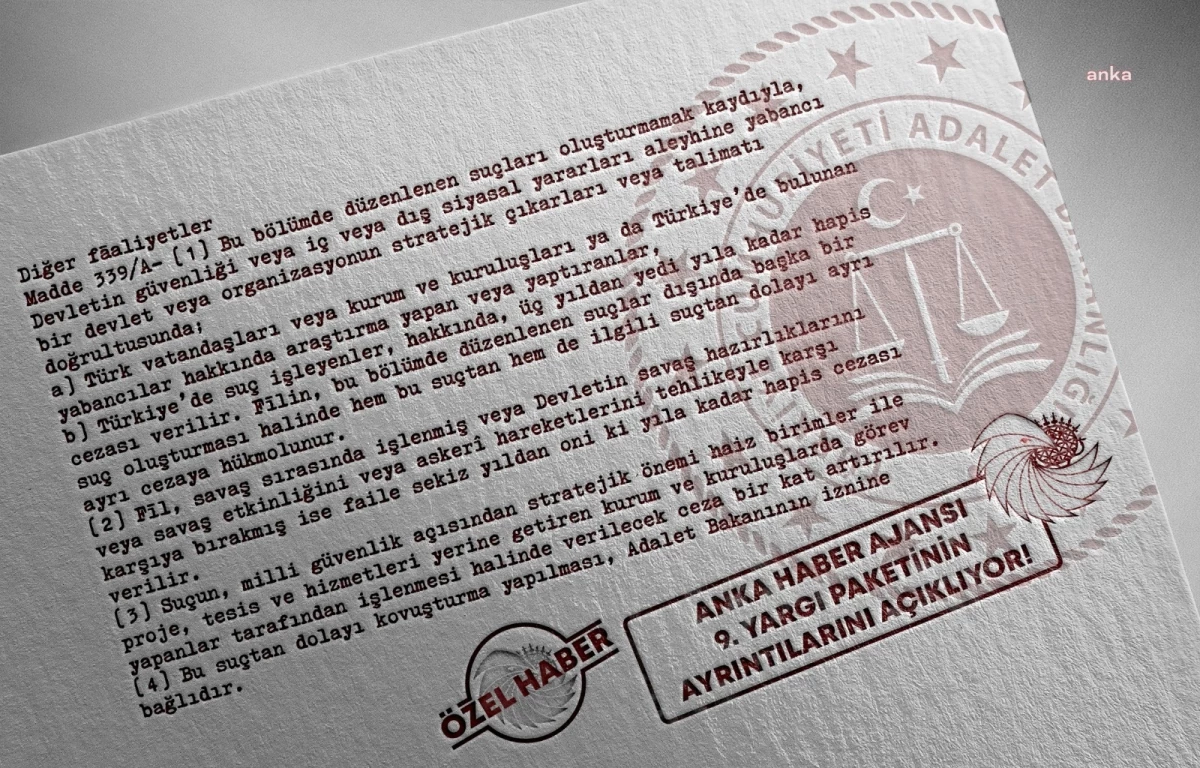 anka
Diğer fāaliyetler
Madde 339/A- (1) Bu bölümde düzenlenen suçları oluşturmamak kaydıyla,
Devletin güvenliği veya iç veya dış siyasal yararları aleyhine yabancı
bir devlet veya organizasyonun stratejik çıkarları veya talimatı
doğrultusunda;
a) Türk vatandaşları veya kurum ve kuruluşları ya da Türkiye'de bulunan
yabancılar hakkında araştırma yapan veya yaptıranlar,
b) Türkiye'de suç işleyenler, hakkında, üç yıldan yedi yıla kadar hapis
cezası verilir. Fīlin, bu bölümde düzenlenen suçlar dışında başka bir
suç oluşturması halinde hem bu suçtan hem de ilgili suçtan dolayı ayrı
ayrı cezaya hükmolunur.
(2) Fīl, savaş sırasında işlenmiş veya Devletin savaş hazırlıklarını
veya savaş etkinliğini veya askerî hareketlerini tehlikeyle karşı
karşıya bırakmış ise faile sekiz yıldan oni ki yıla kadar hapis cezası
verilir.
(3) Suçun, milli güvenlik açısından stratejik önemi haiz birimler ile
proje, tesis ve hizmetleri yerine getiren kurum ve kuruluşlarda görev
yapanlar tarafından işlenmesi halinde verilecek ceza bir kat artırılır.
(4) Bu suçtan dolayı kovuşturma yapılması, Adalet Bakanının iznine
bağlıdır.
ÖZEL HABER
ANKA HABER AJANSI
9. YARGI PAKETİNİN
AYRINTILARINI AÇIKLIYOR!
ADALET